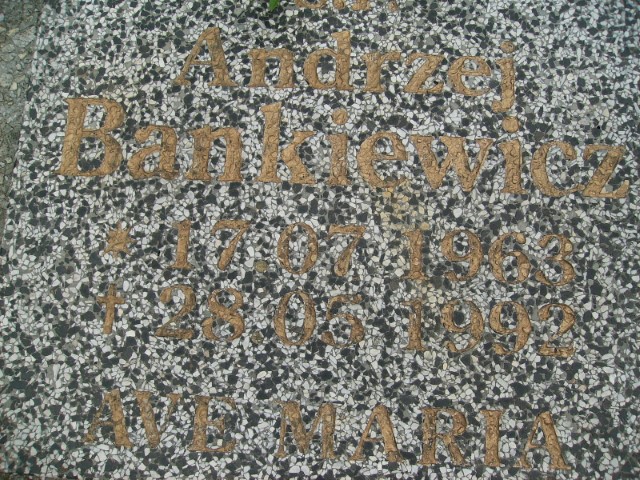 Andrzej
Bankiewicz
* 17 07 1963
✝ 28.05 1992
AVE MARIA